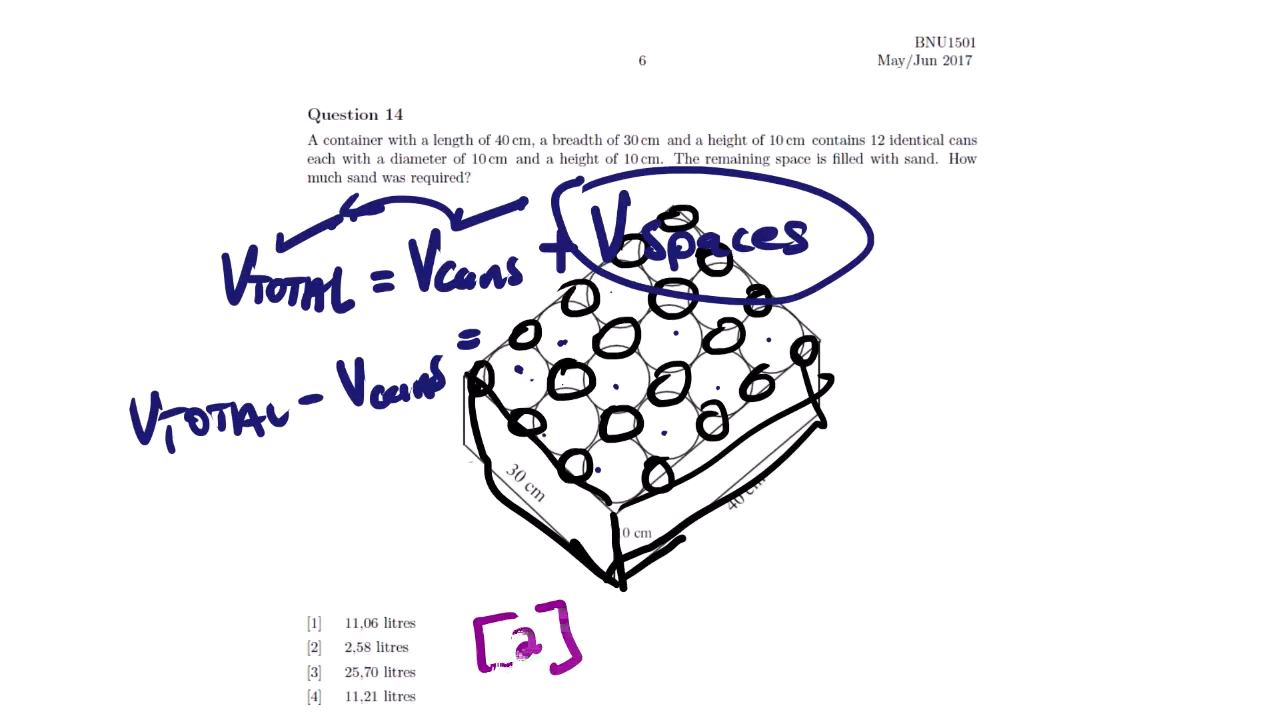 BNU1501
6
May/Jun 2017
Question 14
A container with a length of 40 cm, a breadth of 30 cm and a height of 10 cm contains 12 identical cans
each with a diameter of 10 cm and a height of 10 cm. The remaining space is filled with sand. How
much sand was required?
VTOTAL = Vcans + Vspaces
VTOTAL - Vcans =
30 cm
40 cm
0 cm
[1] 11,06 litres
[2] 2,58 litres
[3] 25,70 litres
[4] 11,21 litres
[2]